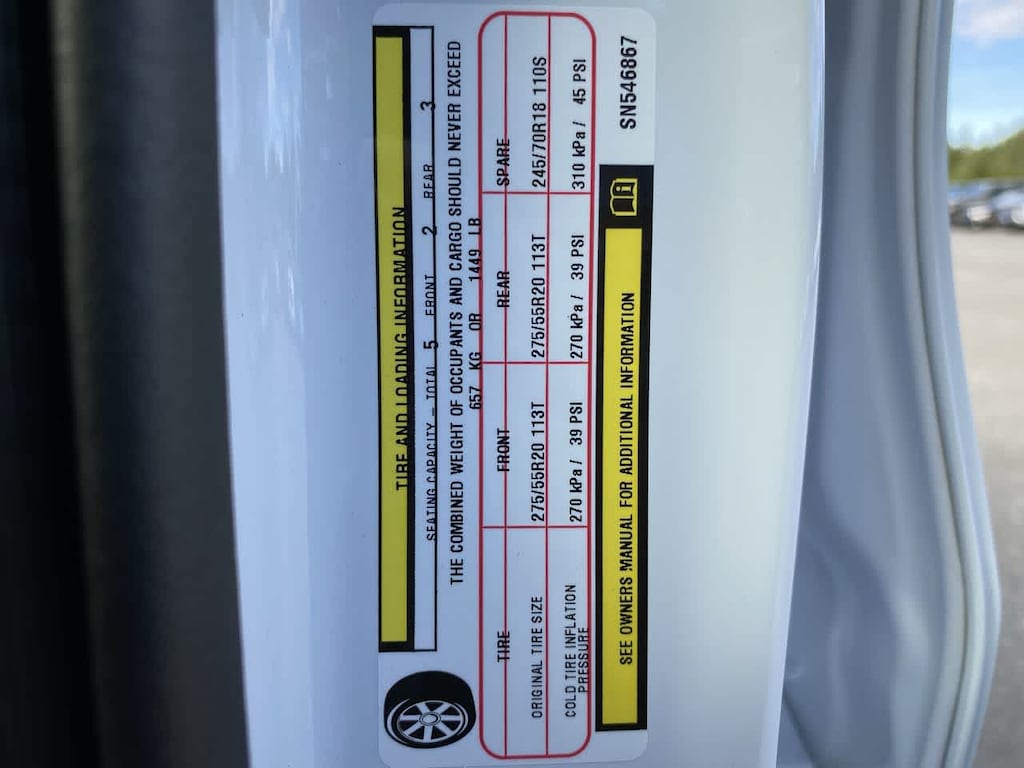 TIRE AND LOADING INFORMATION
SEATING CAPACITY – TOTAL 5 FRONT 2 REAR 3
THE COMBINED WEIGHT OF OCCUPANTS AND CARGO SHOULD NEVER EXCEED
657 KG OR 1449 LB
TIRE FRONT REAR SPARE
ORIGINAL TIRE SIZE 275/55R20 113T 275/55R20 113T 245/70R18 110S
COLD TIRE INFLATION
PRESSURE 270 kPa / 39 PSI 270 kPa / 39 PSI 310 kPa / 45 PSI
SEE OWNERS MANUAL FOR ADDITIONAL INFORMATION
SN546867